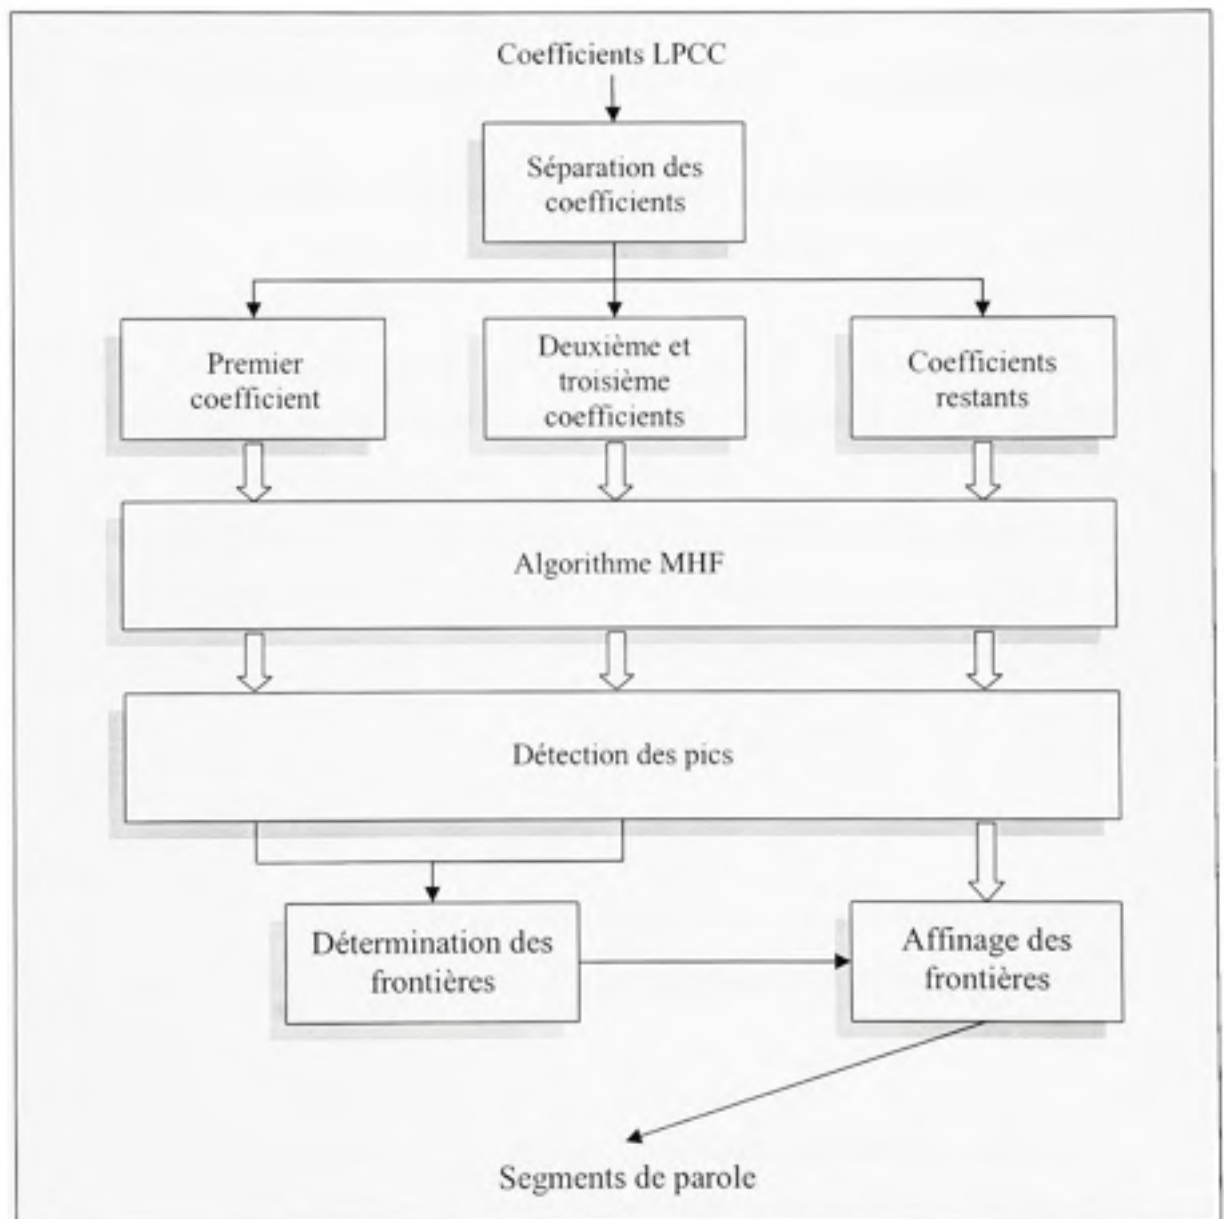 Coefficients LPCC
Séparation des
coefficients
Premier
coefficient
Deuxième et
troisième
coefficients
Coefficients
restants
Algorithme MHF
Détection des pics
Détermination des
frontières
Affinage des
frontières
Segments de parole